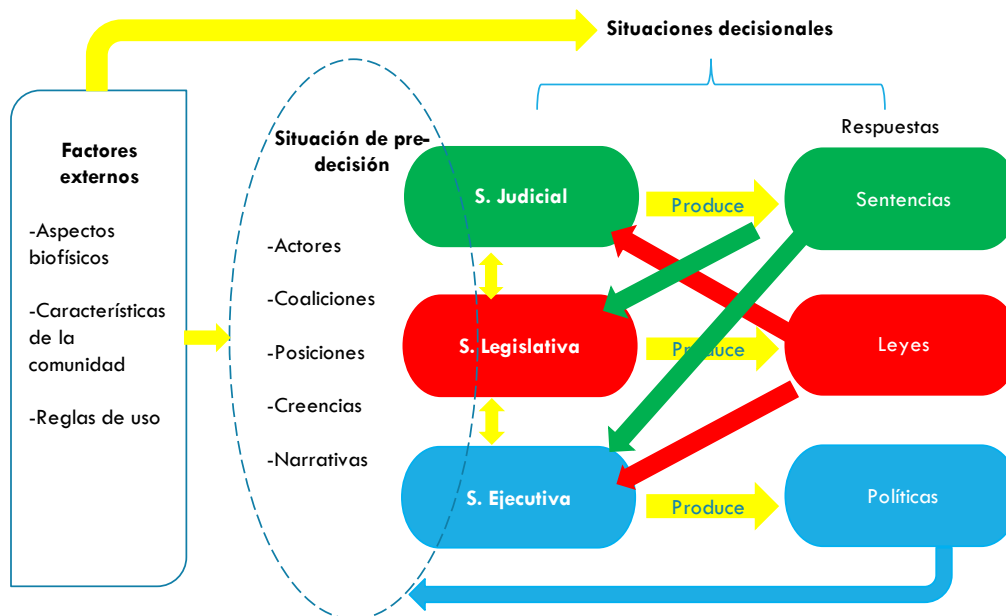 Situaciones decisionales
Factores
externos
-Aspectos
biofísicos
-Características
de la
comunidad
-Reglas de uso
Situación de pre-
decisión
-Actores
-Coaliciones
-Posiciones
-Creencias
-Narrativas
Respuestas
S. Judicial
Produce
Sentencias
S. Legislativa
Produce
Leyes
S. Ejecutiva
Produce
Políticas